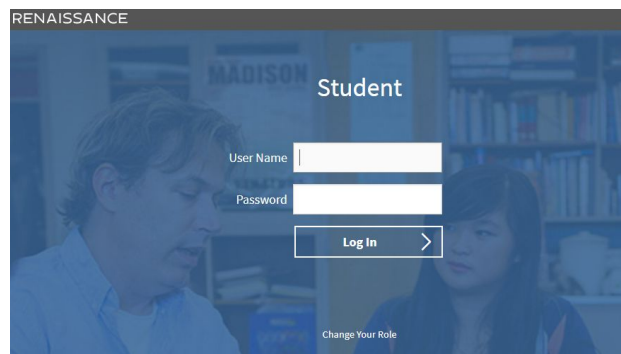 RENAISSANCE
MADISON
Student
User Name
Password
Log In
Change Your Role